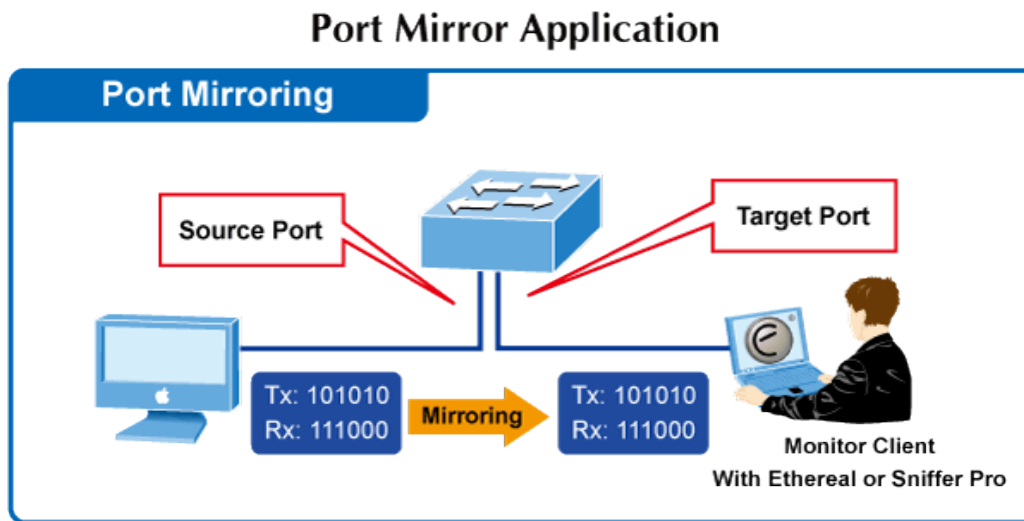 Port Mirror Application
Port Mirroring
Source Port
Target Port
Tx: 101010
Rx: 111000
Mirroring
Tx: 101010
Rx: 111000
Monitor Client
With Ethereal or Sniffer Pro